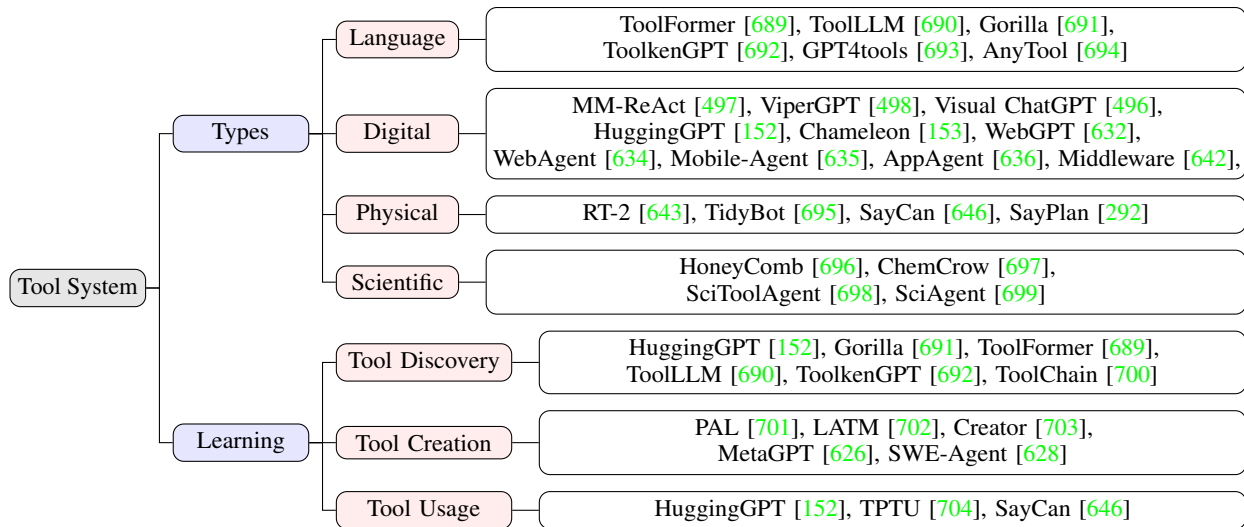 Tool System
Types
Language
ToolFormer [689], ToolLLM [690], Gorilla [691],
ToolkenGPT [692], GPT4tools [693], AnyTool [694]
Digital
MM-ReAct [497], ViperGPT [498], Visual ChatGPT [496],
HuggingGPT [152], Chameleon [153], WebGPT [632],
WebAgent [634], Mobile-Agent [635], AppAgent [636], Middleware [642],
Physical
RT-2 [643], TidyBot [695], SayCan [646], SayPlan [292]
Scientific
HoneyComb [696], ChemCrow [697],
SciToolAgent [698], SciAgent [699]
Learning
Tool Discovery
HuggingGPT [152], Gorilla [691], ToolFormer [689],
ToolLLM [690], ToolkenGPT [692], ToolChain [700]
Tool Creation
PAL [701], LATM [702], Creator [703],
MetaGPT [626], SWE-Agent [628]
Tool Usage
HuggingGPT [152], TPTU [704], SayCan [646]